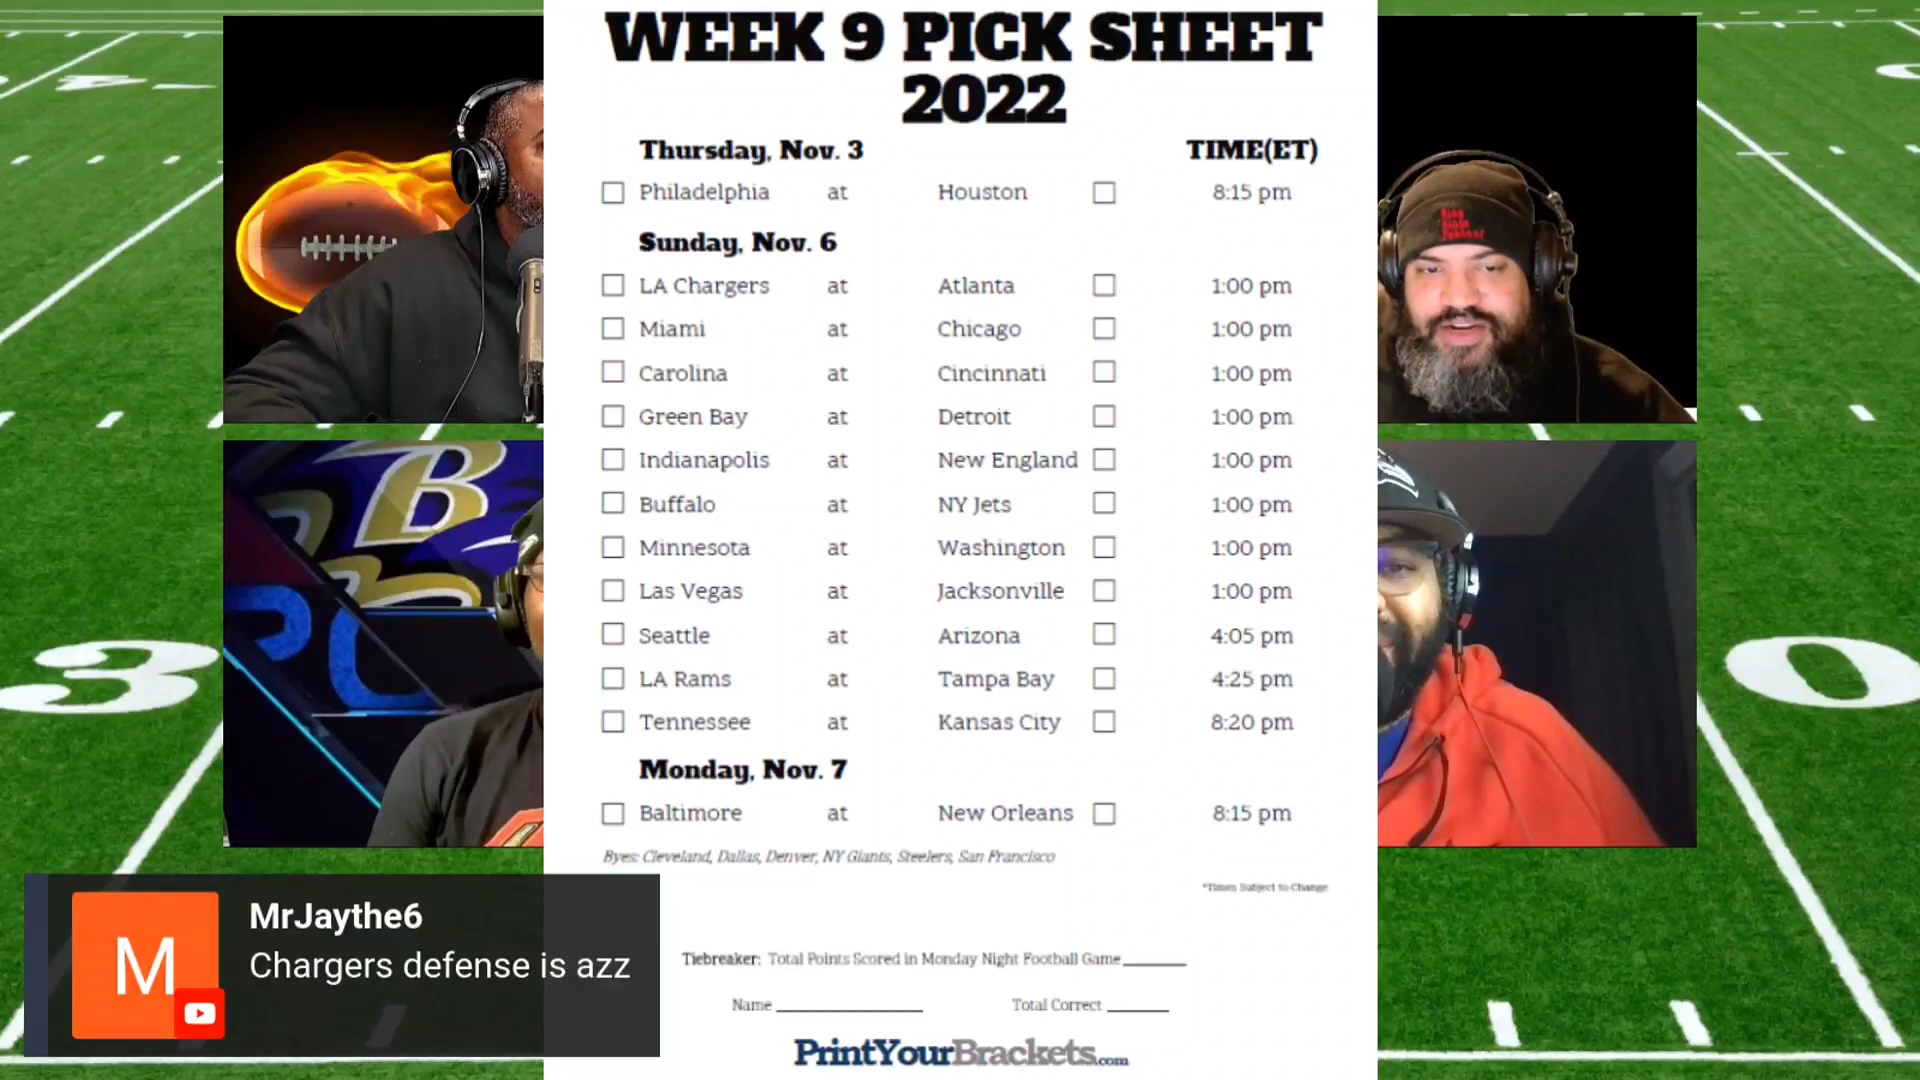 WEEK 9 PICK SHEET
2022
Thursday, Nov. 3 TIME(ET)
Philadelphia at Houston 8:15 pm
Sunday, Nov. 6
LA Chargers at Atlanta 1:00 pm
Miami at Chicago 1:00 pm
Carolina at Cincinnati 1:00 pm
Green Bay at Detroit 1:00 pm
Indianapolis at New England 1:00 pm
Buffalo at NY Jets 1:00 pm
Minnesota at Washington 1:00 pm
Las Vegas at Jacksonville 1:00 pm
Seattle at Arizona 4:05 pm
LA Rams at Tampa Bay 4:25 pm
Tennessee at Kansas City 8:20 pm
Monday, Nov. 7
Baltimore at New Orleans 8:15 pm
Byes: Cleveland, Dallas, Denver, NY Giants, Steelers, San Francisco
*Times Subject to Change
Tiebreaker: Total Points Scored in Monday Night Football Game
Name Total Correct
PrintYourBrackets.com
M
MrJaythe6
Chargers defense is azz
B
3
0